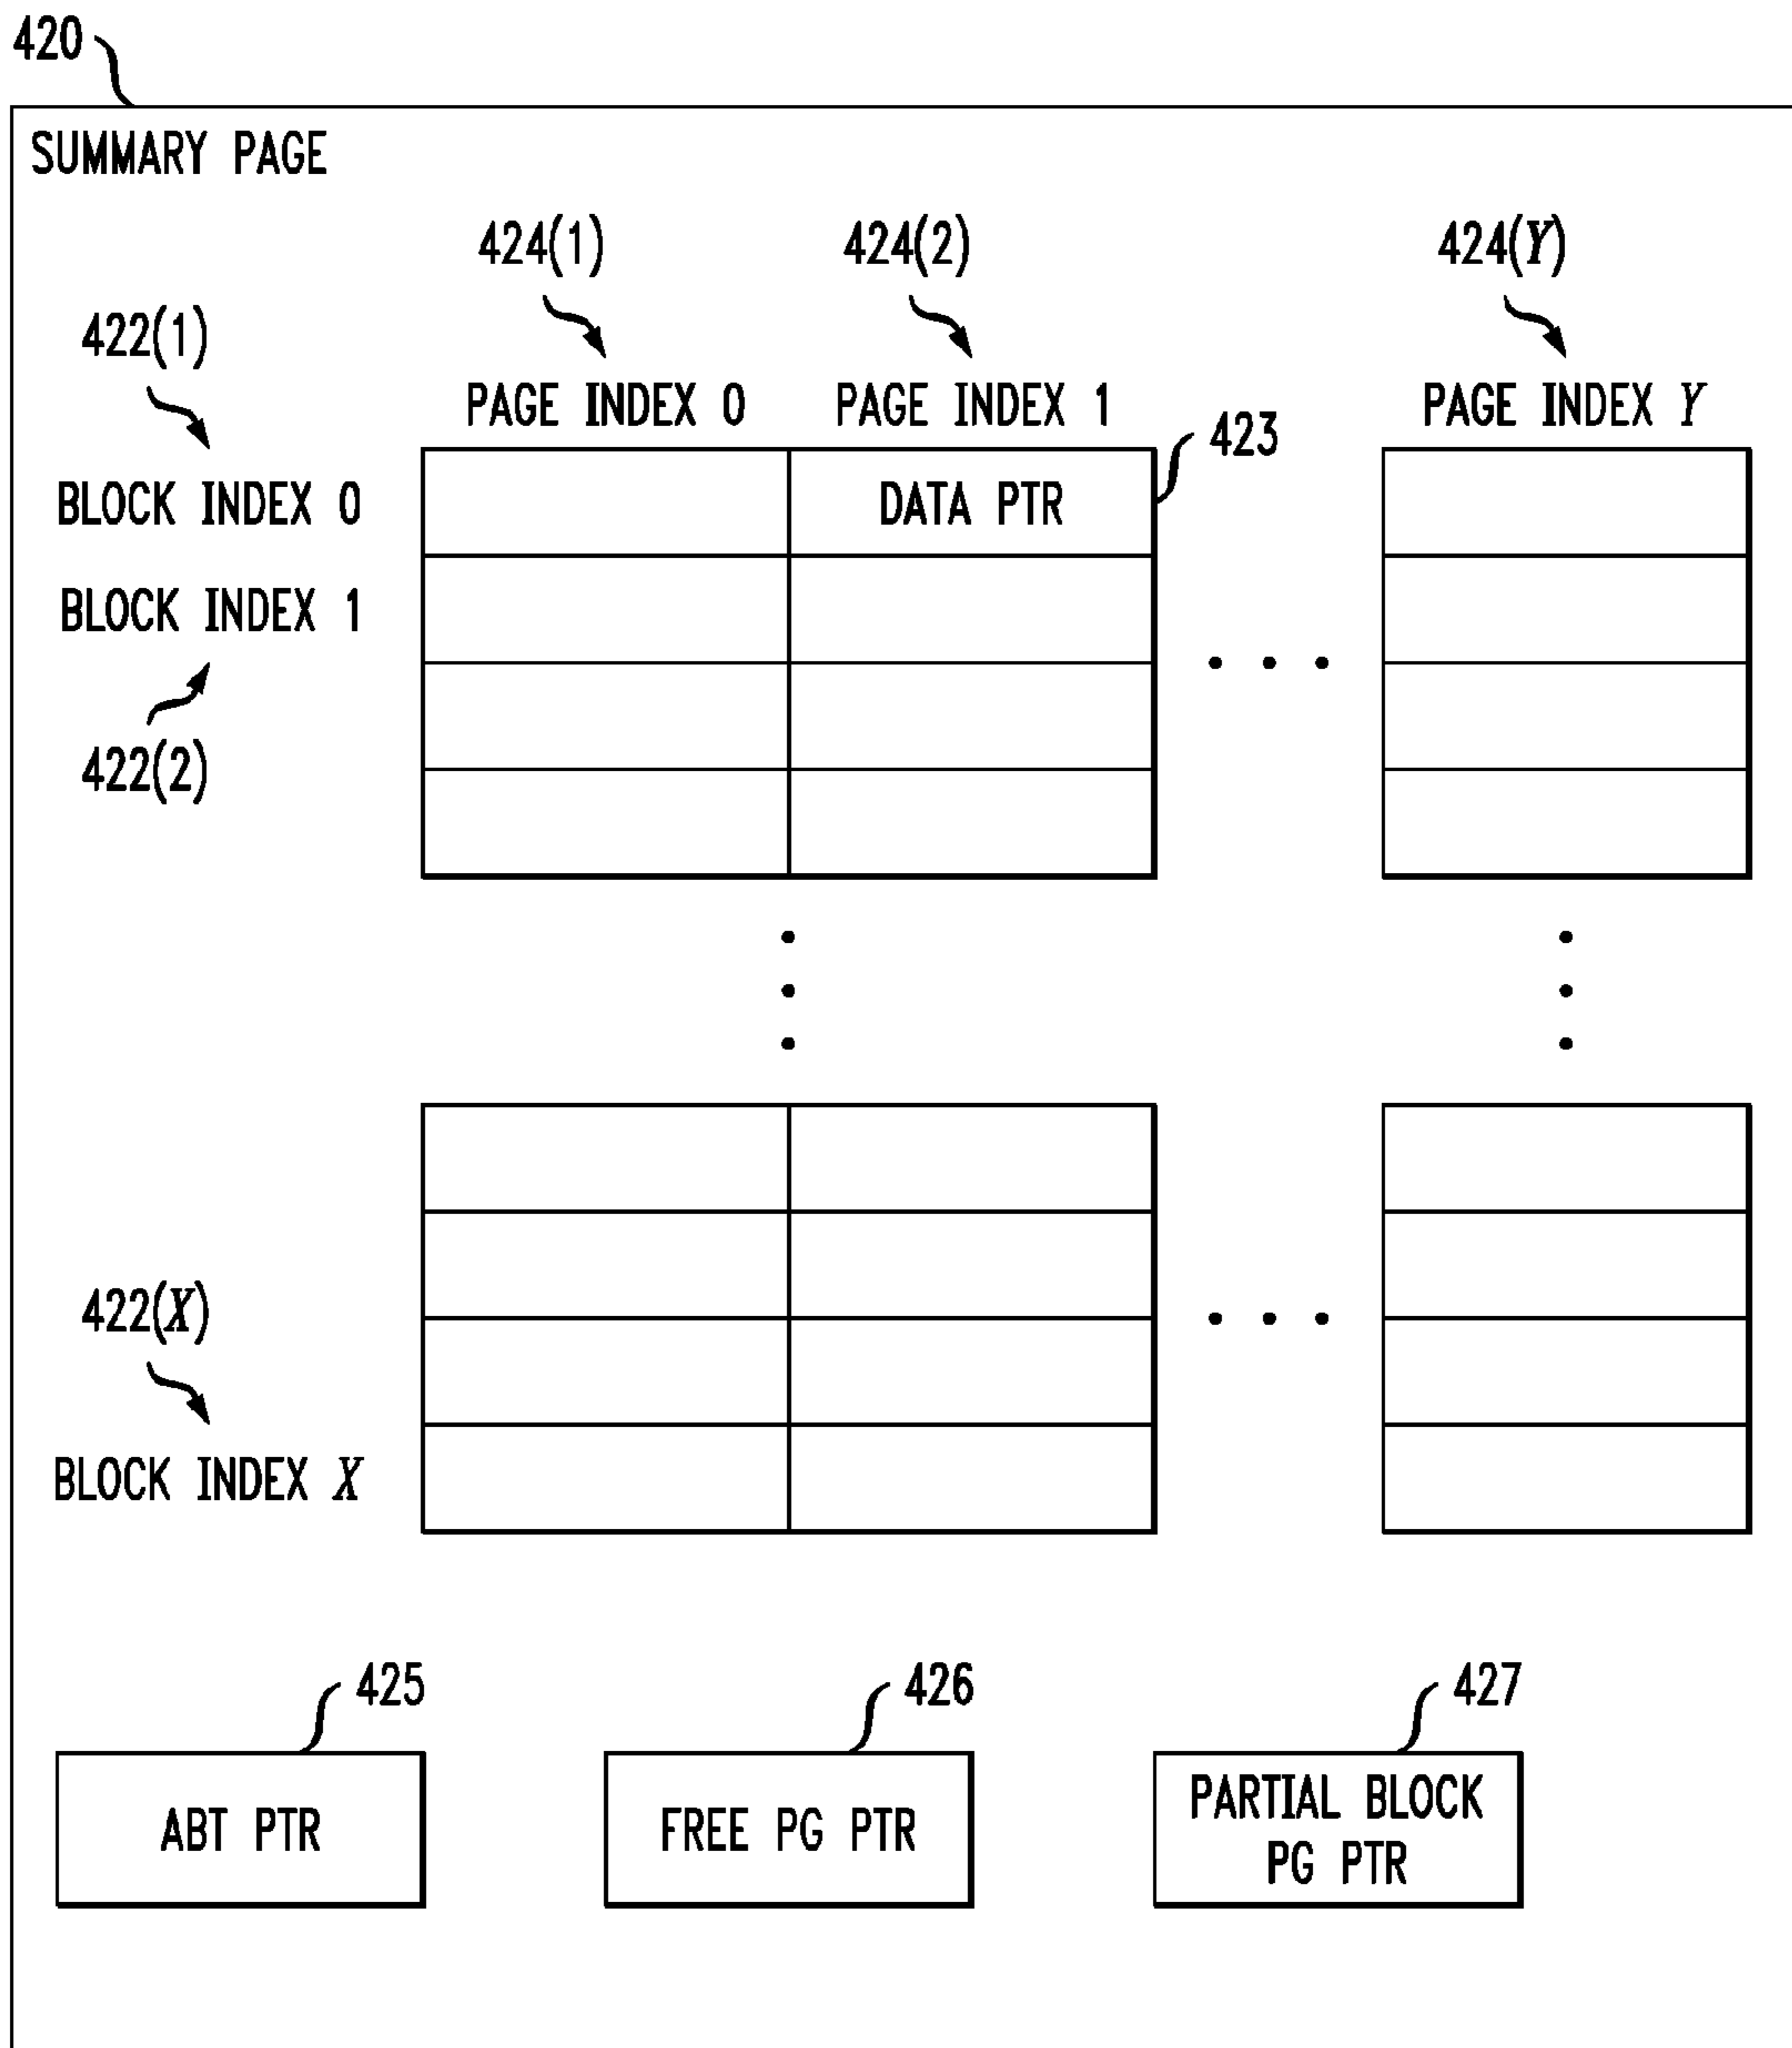 420
SUMMARY PAGE
424(1) 424(2) 424(Y)
422(1)
PAGE INDEX 0 PAGE INDEX 1 PAGE INDEX Y
423
BLOCK INDEX 0 DATA PTR
BLOCK INDEX 1
422(2)
422(X)
BLOCK INDEX X
425 426 427
ABT PTR FREE PG PTR PARTIAL BLOCK
PG PTR